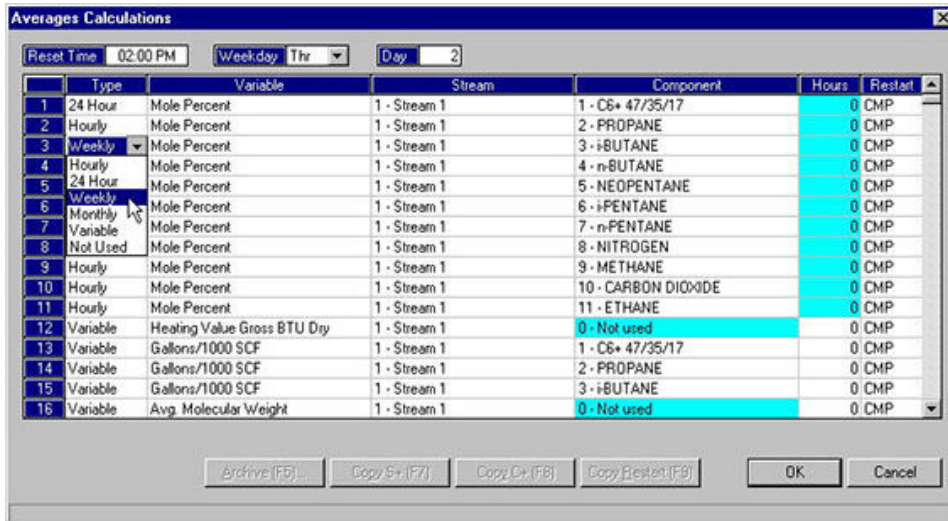 Averages Calculations
Reset Time 02:00 PM Weekday Thr Day 2
Type Variable Stream Component Hours Restart
1 24 Hour Mole Percent 1 - Stream 1 1 - C6+ 47/35/17 0 CMP
2 Hourly Mole Percent 1 - Stream 1 2 - PROPANE 0 CMP
3 Weekly Mole Percent 1 - Stream 1 3 - i-BUTANE 0 CMP
4 Hourly Mole Percent 1 - Stream 1 4 - n-BUTANE 0 CMP
5 24 Hour Mole Percent 1 - Stream 1 5 - NEOPENTANE 0 CMP
6 Weekly Mole Percent 1 - Stream 1 6 - i-PENTANE 0 CMP
7 Monthly Variable Mole Percent 1 - Stream 1 7 - n-PENTANE 0 CMP
8 Not Used Mole Percent 1 - Stream 1 8 - NITROGEN 0 CMP
9 Hourly Mole Percent 1 - Stream 1 9 - METHANE 0 CMP
10 Hourly Mole Percent 1 - Stream 1 10 - CARBON DIOXIDE 0 CMP
11 Hourly Mole Percent 1 - Stream 1 11 - ETHANE 0 CMP
12 Variable Heating Value Gross BTU Dry 1 - Stream 1 0 - Not used 0 CMP
13 Variable Gallons/1000 SCF 1 - Stream 1 1 - C6+ 47/35/17 0 CMP
14 Variable Gallons/1000 SCF 1 - Stream 1 2 - PROPANE 0 CMP
15 Variable Gallons/1000 SCF 1 - Stream 1 3 - i-BUTANE 0 CMP
16 Variable Avg. Molecular Weight 1 - Stream 1 0 - Not used 0 CMP
Archive (F5)... Copy S+ (F7) Copy C+ (F8) Copy Restart (F9) OK Cancel